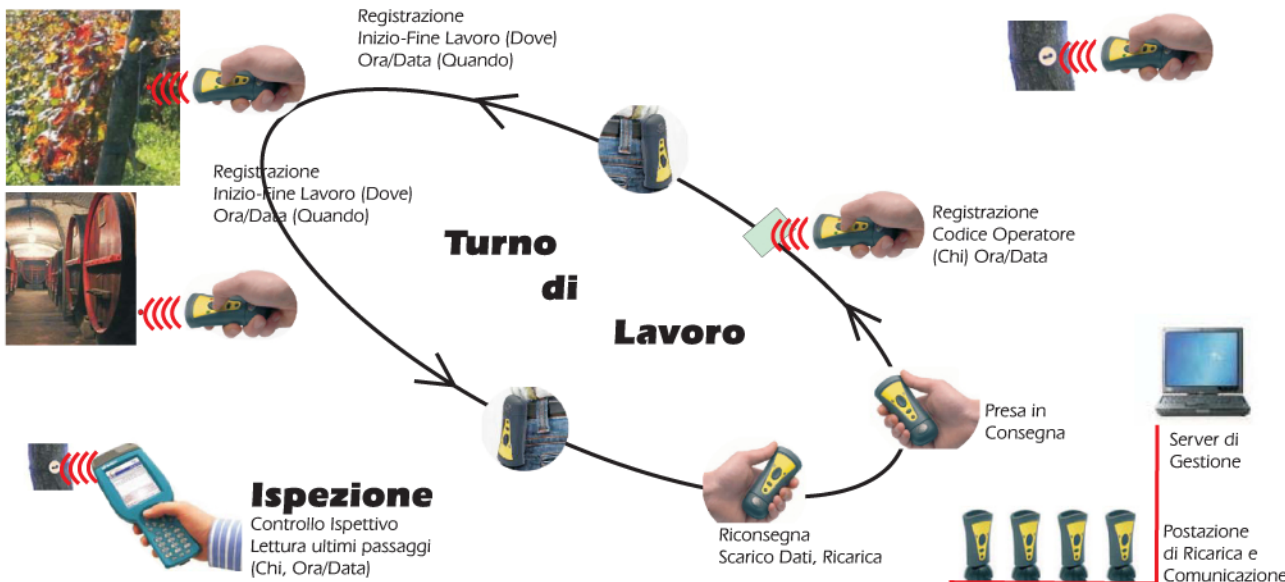 Registrazione
Inizio-Fine Lavoro (Dove)
Ora/Data (Quando)
Registrazione
Inizio-Fine Lavoro (Dove)
Ora/Data (Quando)
Registrazione
Codice Operatore
(Chi) Ora/Data
Turno
di
Lavoro
Presa in
Consegna
Server di
Gestione
Ispezione
Controllo Ispettivo
Lettura ultimi passaggi
(Chi, Ora/Data)
Riconsegna
Scarico Dati, Ricarica
Postazione
di Ricarica e
Comunicazione